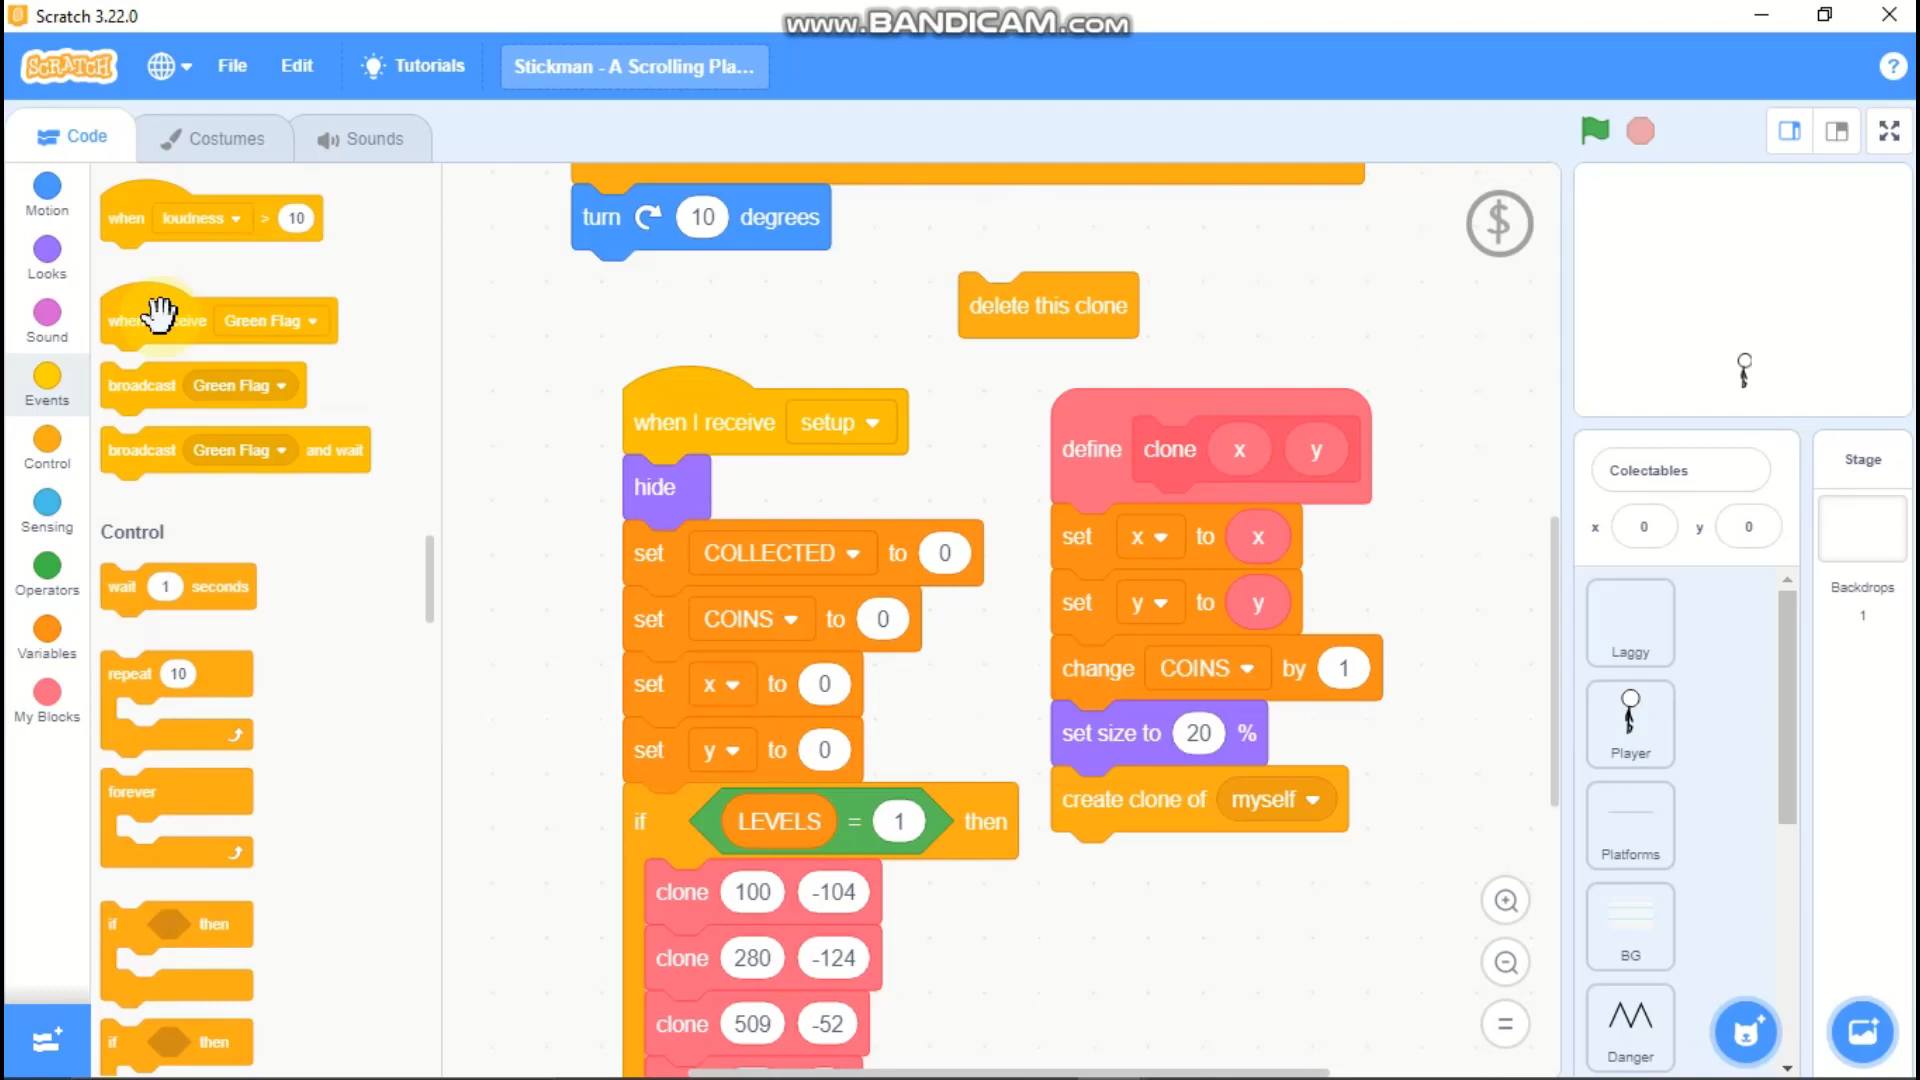 Scratch 3.22.0
www.BANDICAM.com
SCRATCH
File
Edit
Tutorials
Stickman - A Scrolling Pla...
?
Code
Costumes
Sounds
Motion
Looks
Sound
Events
Control
Sensing
Operators
Variables
My Blocks
when loudness > 10
Green Flag
broadcast Green Flag
broadcast Green Flag and wait
Control
wait 1 seconds
repeat 10
forever
if then
if then
turn 10 degrees
delete this clone
$
when I receive setup
hide
set COLLECTED to 0
set COINS to 0
set x to 0
set y to 0
if LEVELS = 1 then
clone 100 -104
clone 280 -124
clone 509 -52
define clone x y
set x to x
set y to y
change COINS by 1
set size to 20 %
create clone of myself
=
Colectables
x 0 y 0
Laggy
Player
Platforms
BG
Danger
Stage
Backdrops
1